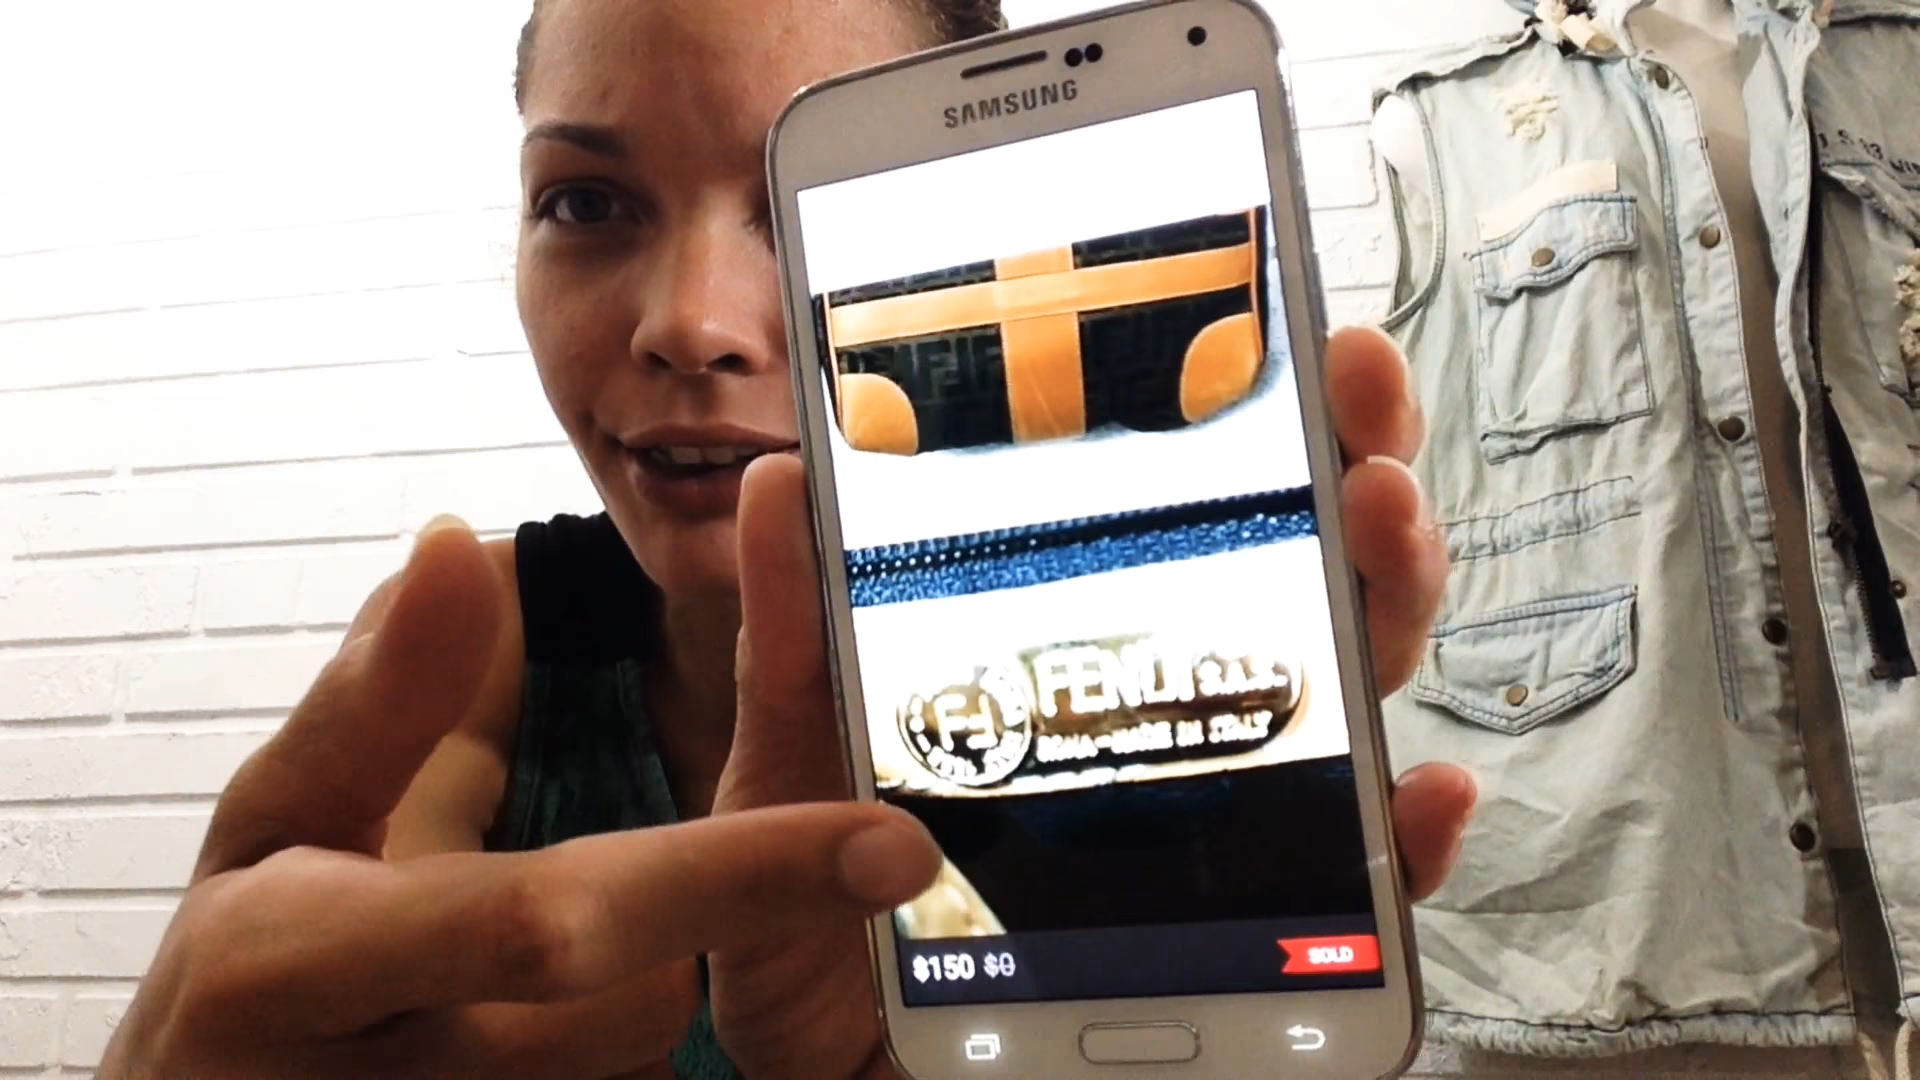 SAMSUNG
FENDI S.A.S.
ROMA-MADE IN ITALY
$150 $0
SOLD